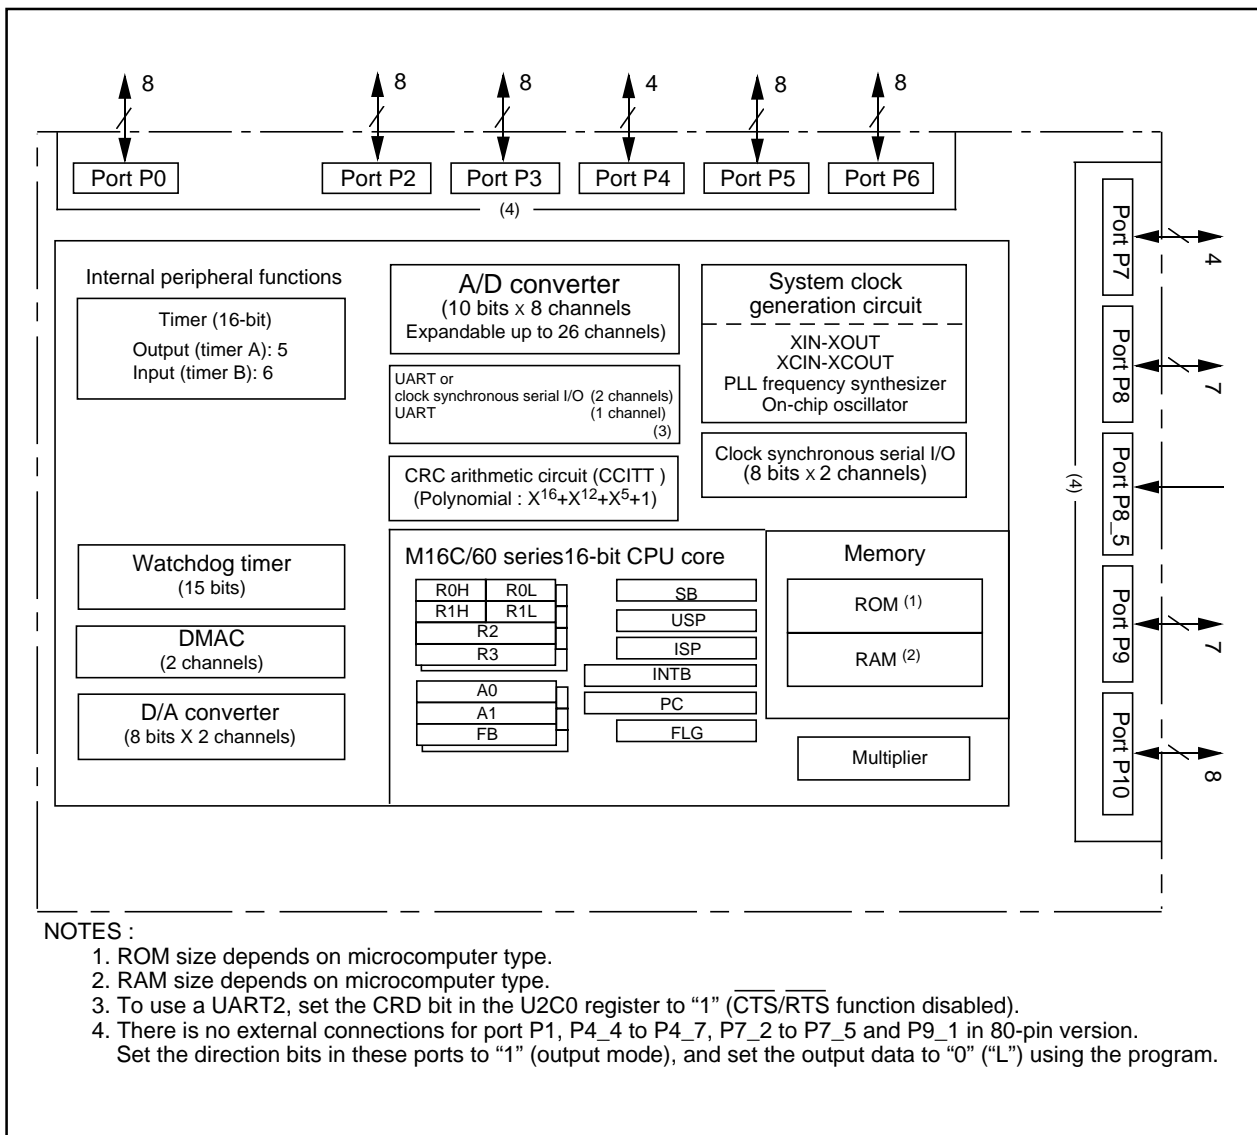 8
8
8
4
8
8
Port P0
Port P2
Port P3
Port P4
Port P5
Port P6
(4)
Internal peripheral functions
Timer (16-bit)
Output (timer A): 5
Input (timer B): 6
Watchdog timer
(15 bits)
DMAC
(2 channels)
D/A converter
(8 bits X 2 channels)
A/D converter
(10 bits x 8 channels
Expandable up to 26 channels)
UART or
clock synchronous serial I/O (2 channels)
UART (1 channel)
(3)
CRC arithmetic circuit (CCITT )
(Polynomial : X¹⁶+X¹²+X⁵+1)
System clock
generation circuit
XIN-XOUT
XCIN-XCOUT
PLL frequency synthesizer
On-chip oscillator
Clock synchronous serial I/O
(8 bits x 2 channels)
M16C/60 series16-bit CPU core
R0H R0L
R1H R1L
R2
R3
A0
A1
FB
SB
USP
ISP
INTB
PC
FLG
Memory
ROM (1)
RAM (2)
Multiplier
(4)
Port P7
4
Port P8
7
Port P8_5
Port P9
7
Port P10
8
NOTES :
1. ROM size depends on microcomputer type.
2. RAM size depends on microcomputer type.
3. To use a UART2, set the CRD bit in the U2C0 register to “1” (C̅T̅S̅/R̅T̅S̅ function disabled).
4. There is no external connections for port P1, P4_4 to P4_7, P7_2 to P7_5 and P9_1 in 80-pin version.
Set the direction bits in these ports to “1” (output mode), and set the output data to “0” (“L”) using the program.